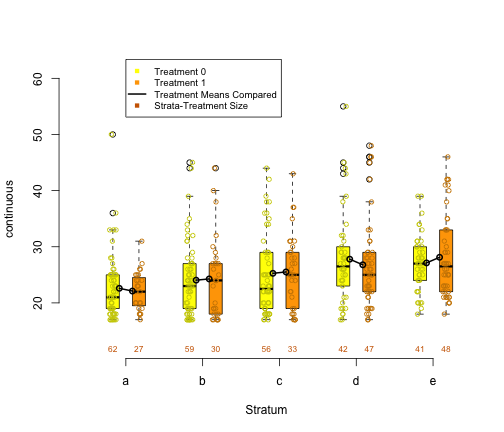 Treatment 0
Treatment 1
Treatment Means Compared
Strata-Treatment Size
continuous
60
50
40
30
20
62 27 59 30 56 33 42 47 41 48
a b c d e
Stratum